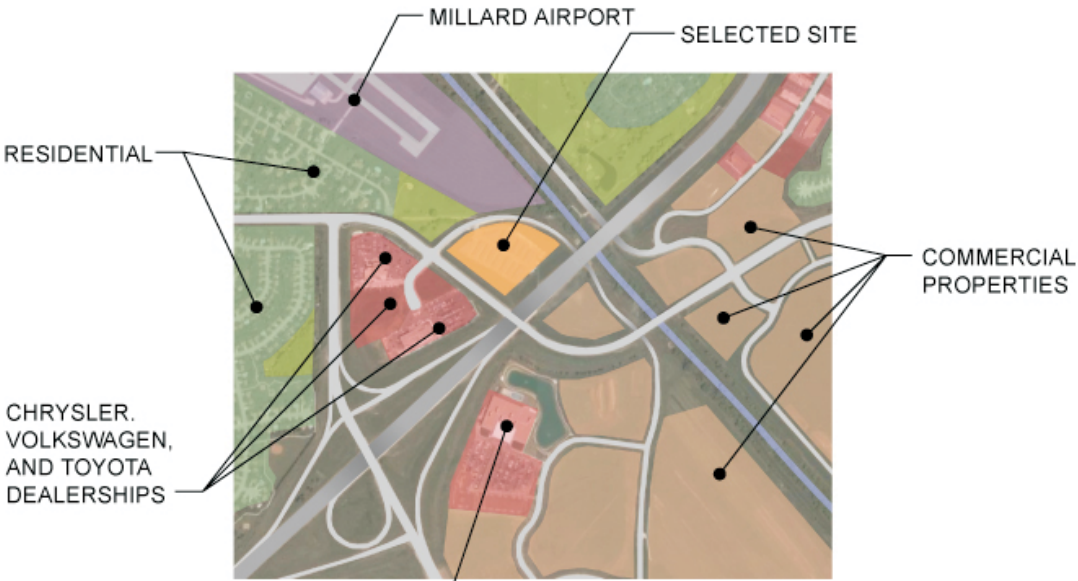 MILLARD AIRPORT
SELECTED SITE
RESIDENTIAL
COMMERCIAL
PROPERTIES
CHRYSLER.
VOLKSWAGEN,
AND TOYOTA
DEALERSHIPS